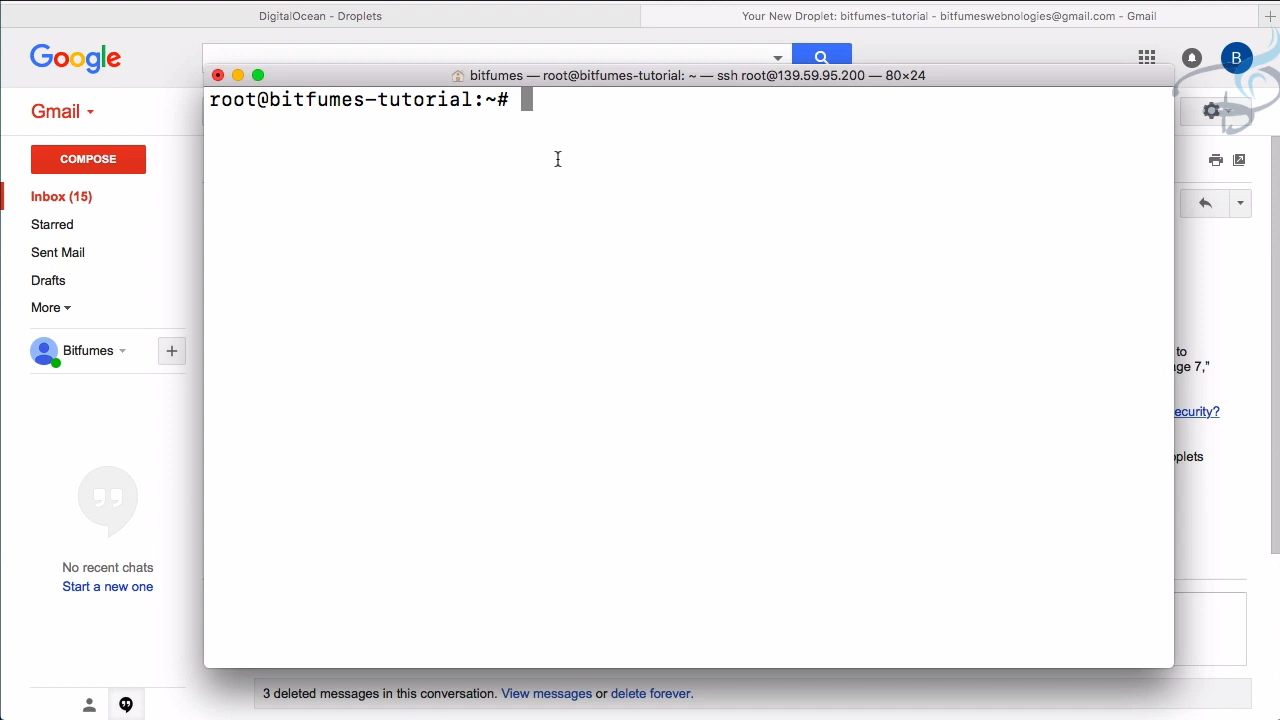 DigitalOcean - Droplets
Your New Droplet: bitfumes-tutorial - bitfumeswebnologies@gmail.com - Gmail
Google
B
bitfumes — root@bitfumes-tutorial: ~ — ssh root@139.59.95.200 — 80×24
root@bitfumes-tutorial:~#
Gmail
COMPOSE
Inbox (15)
Starred
Sent Mail
Drafts
More
Bitfumes
to
age 7,”
ecurity?
plets
No recent chats
Start a new one
3 deleted messages in this conversation. View messages or delete forever.